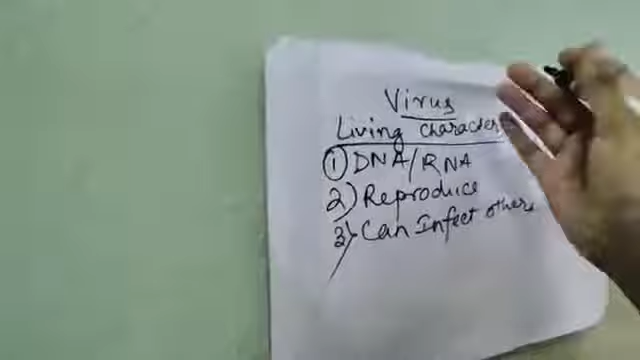 Virus
Living character
① DNA/RNA
2) Reproduce
3) Can Infect others